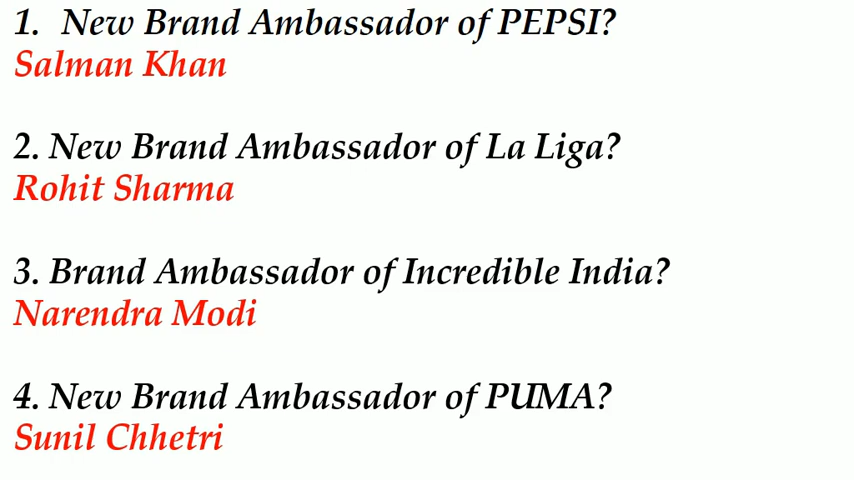 1. New Brand Ambassador of PEPSI?
Salman Khan
2. New Brand Ambassador of La Liga?
Rohit Sharma
3. Brand Ambassador of Incredible India?
Narendra Modi
4. New Brand Ambassador of PUMA?
Sunil Chhetri